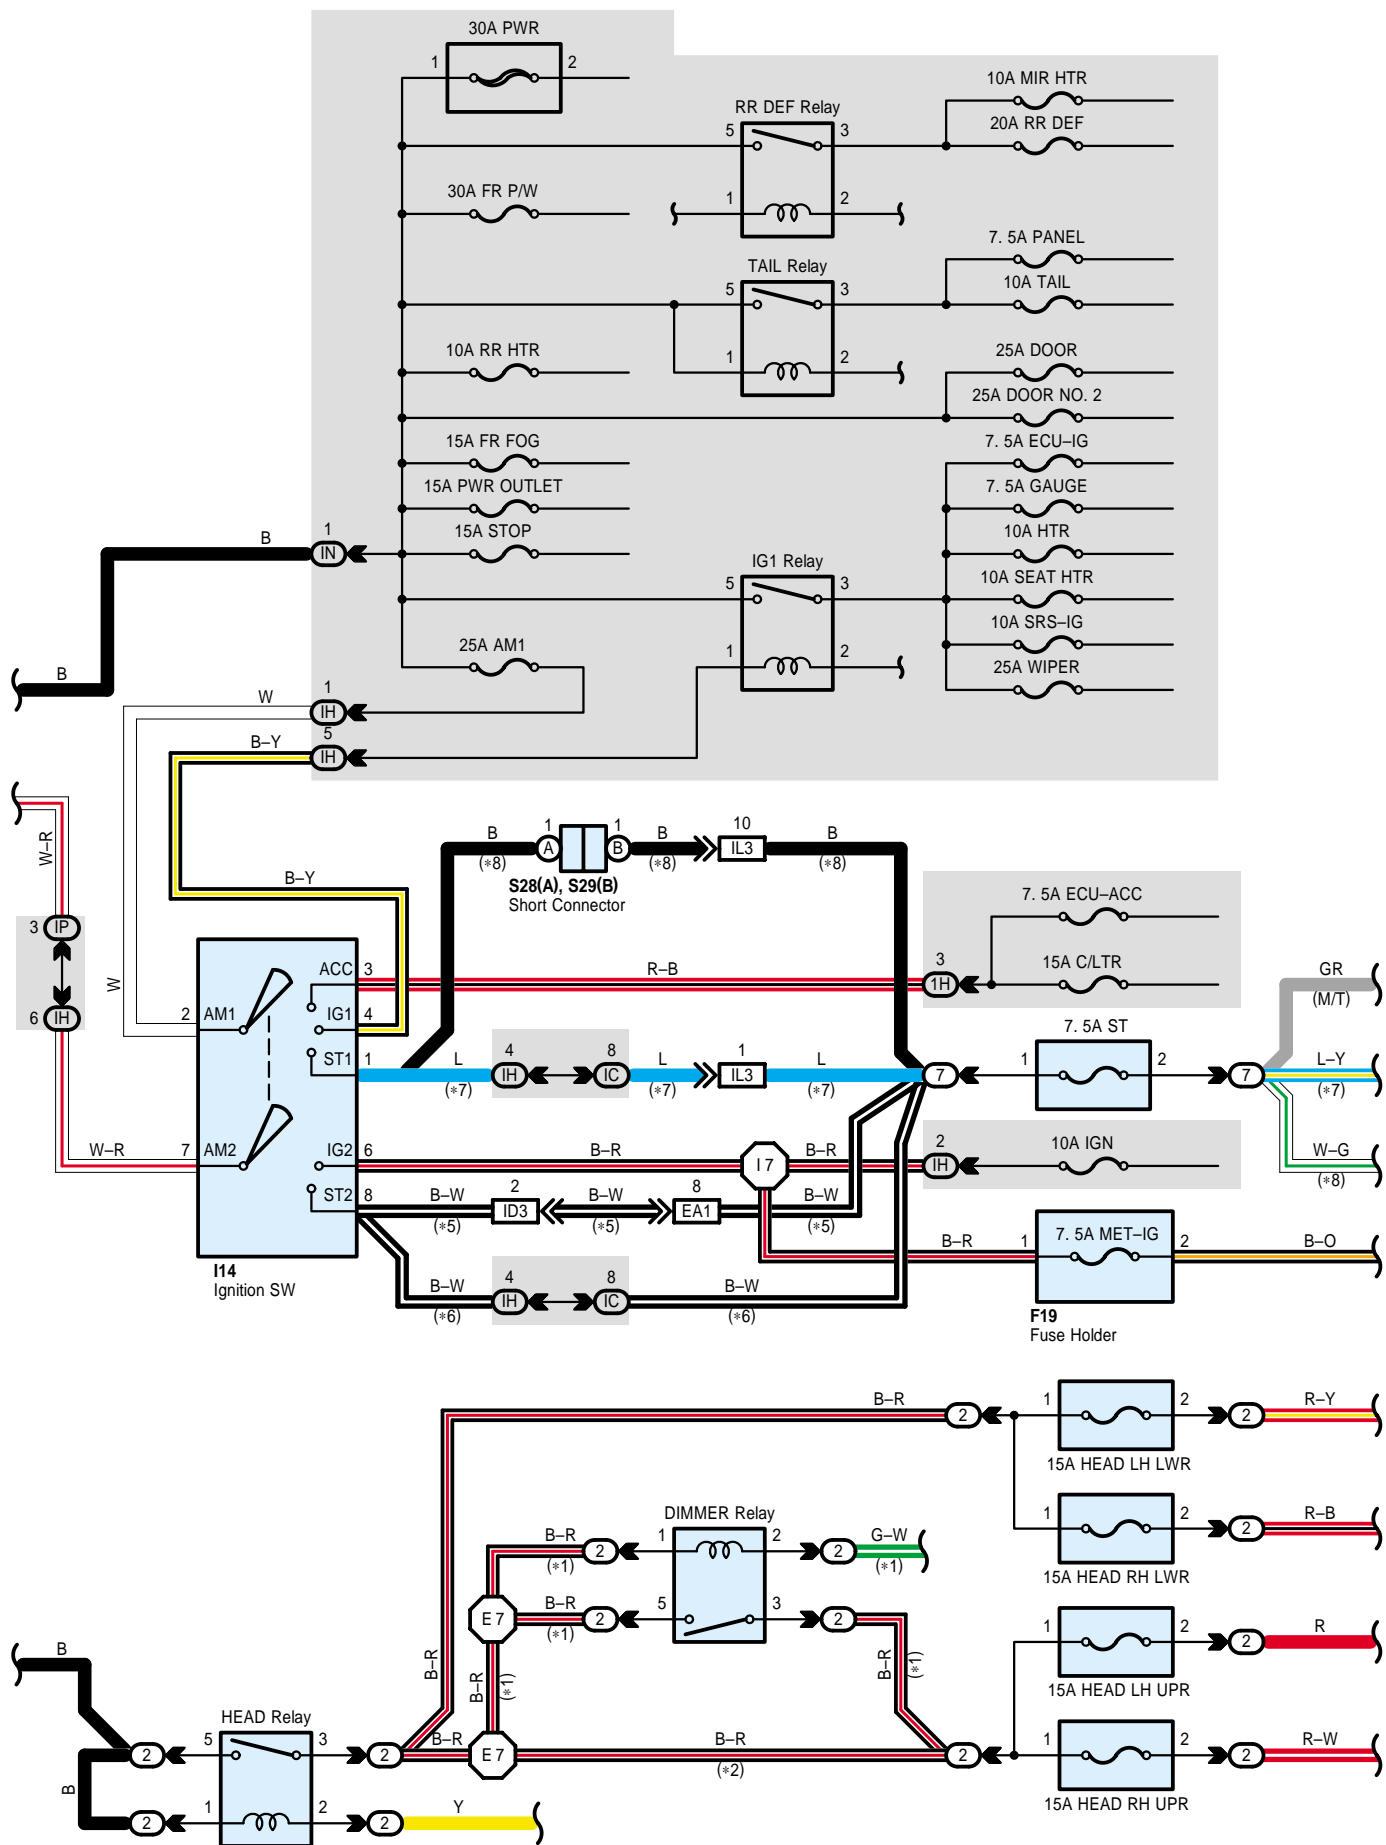 30A PWR
1 2
10A MIR HTR
RR DEF Relay
5 3
20A RR DEF
30A FR P/W
1 2
7. 5A PANEL
TAIL Relay
5 3
10A TAIL
10A RR HTR
1 2
25A DOOR
25A DOOR NO. 2
15A FR FOG
7. 5A ECU–IG
15A PWR OUTLET
7. 5A GAUGE
B
1
IN
15A STOP
10A HTR
IG1 Relay
5 3
10A SEAT HTR
10A SRS–IG
25A AM1
1 2
25A WIPER
B
W
1
IH
B–Y
5
IH
W–R
B
(∗8)
1
A
1
B
B
(∗8)
10
IL3
B
(∗8)
S28(A), S29(B)
Short Connector
B–Y
7. 5A ECU–ACC
3 IP
ACC 3
R–B
3
1H
15A C/LTR
GR
(M/T)
W
6 IH
2 AM1
IG1 4
7. 5A ST
ST1 1
L
(∗7)
4
IH
8
IC
L
(∗7)
1
IL3
L
(∗7)
7
1 2
7
L–Y
(∗7)
W–R
7 AM2
IG2 6
B–R
I 7
B–R
2
IH
10A IGN
W–G
(∗8)
ST2 8
B–W
(∗5)
2
ID3
B–W
(∗5)
8
EA1
B–W
(∗5)
B–R
1
7. 5A MET–IG
2
B–O
I14
Ignition SW
B–W
(∗6)
4
IH
8
IC
B–W
(∗6)
F19
Fuse Holder
B–R
2
1 2
2
R–Y
15A HEAD LH LWR
DIMMER Relay
1 2
2
R–B
B–R
(∗1)
2
1 2
2
G–W
(∗1)
15A HEAD RH LWR
E 7
B–R
(∗1)
2
5 3
2
1 2
2
R
B
B–R
B–R
(∗1)
B–R
(∗1)
15A HEAD LH UPR
HEAD Relay
2
5 3
2
B–R
E 7
B–R
(∗2)
2
1 2
2
R–W
B
2
1 2
2
Y
15A HEAD RH UPR